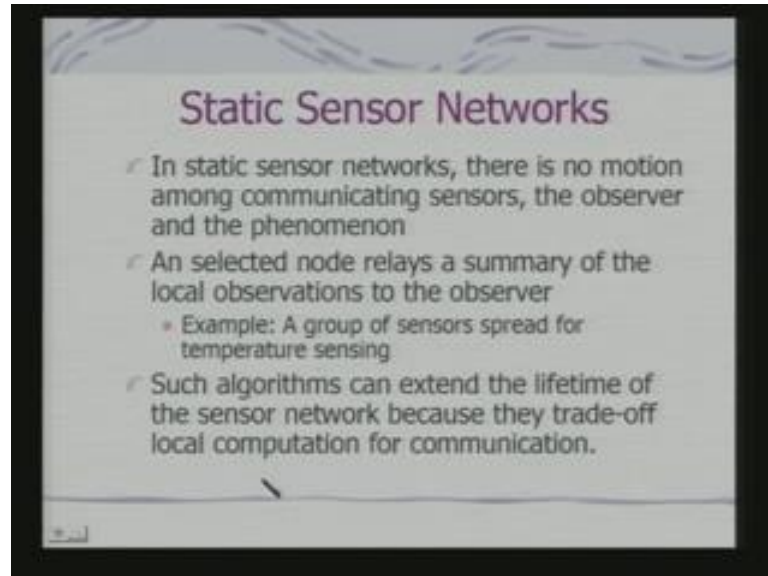 Static Sensor Networks
In static sensor networks, there is no motion
among communicating sensors, the observer
and the phenomenon
An selected node relays a summary of the
local observations to the observer
Example: A group of sensors spread for
temperature sensing
Such algorithms can extend the lifetime of
the sensor network because they trade-off
local computation for communication.